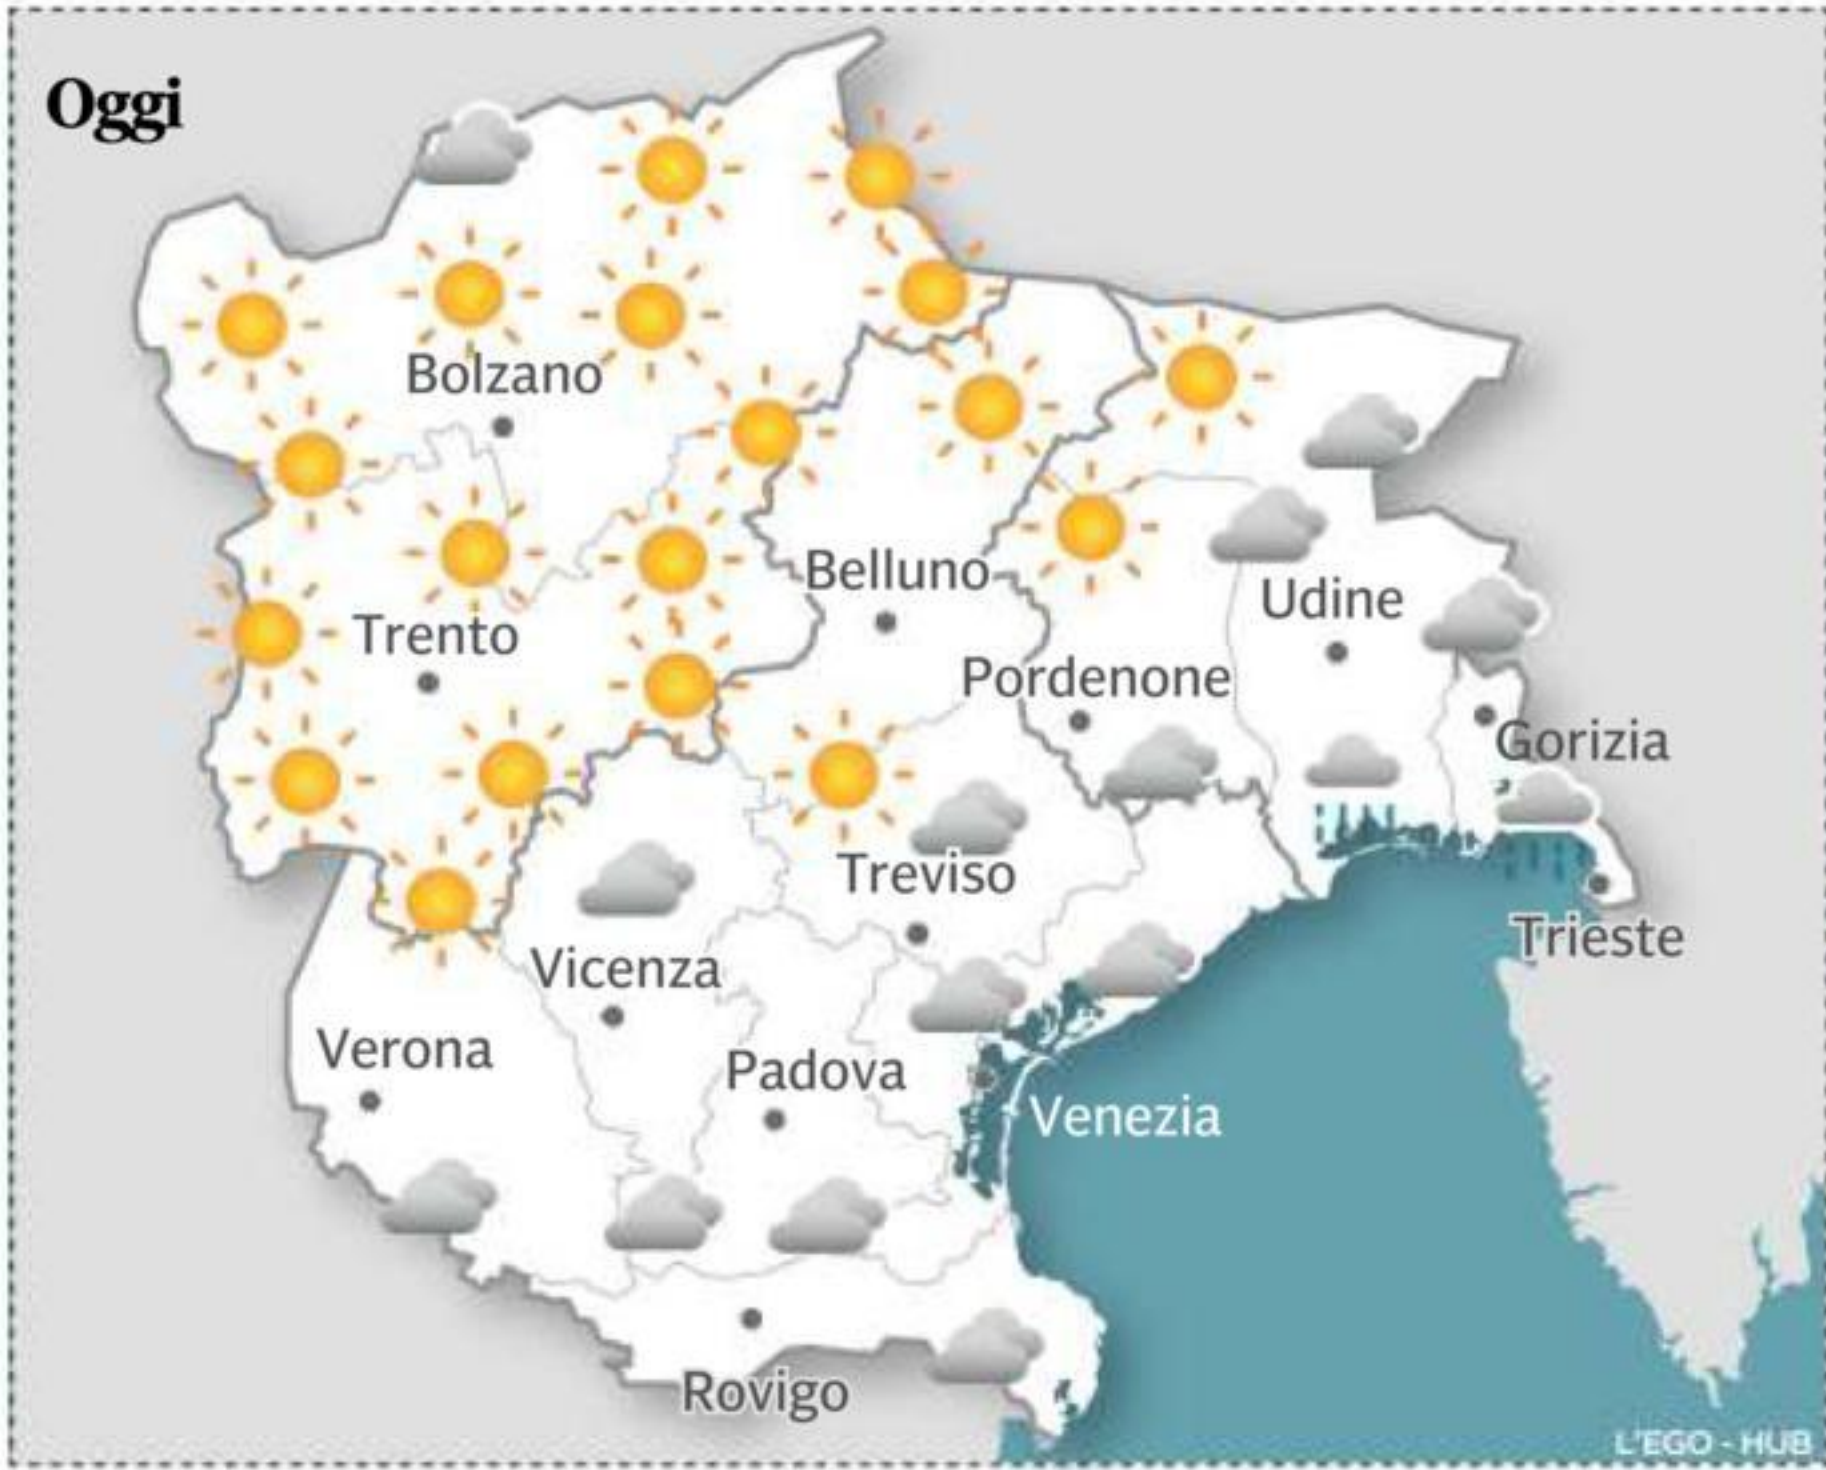 Oggi
Bolzano
Belluno
Udine
Trento
Pordenone
Gorizia
Treviso
Trieste
Vicenza
Verona
Padova
Venezia
Rovigo
L'EGO - HUB